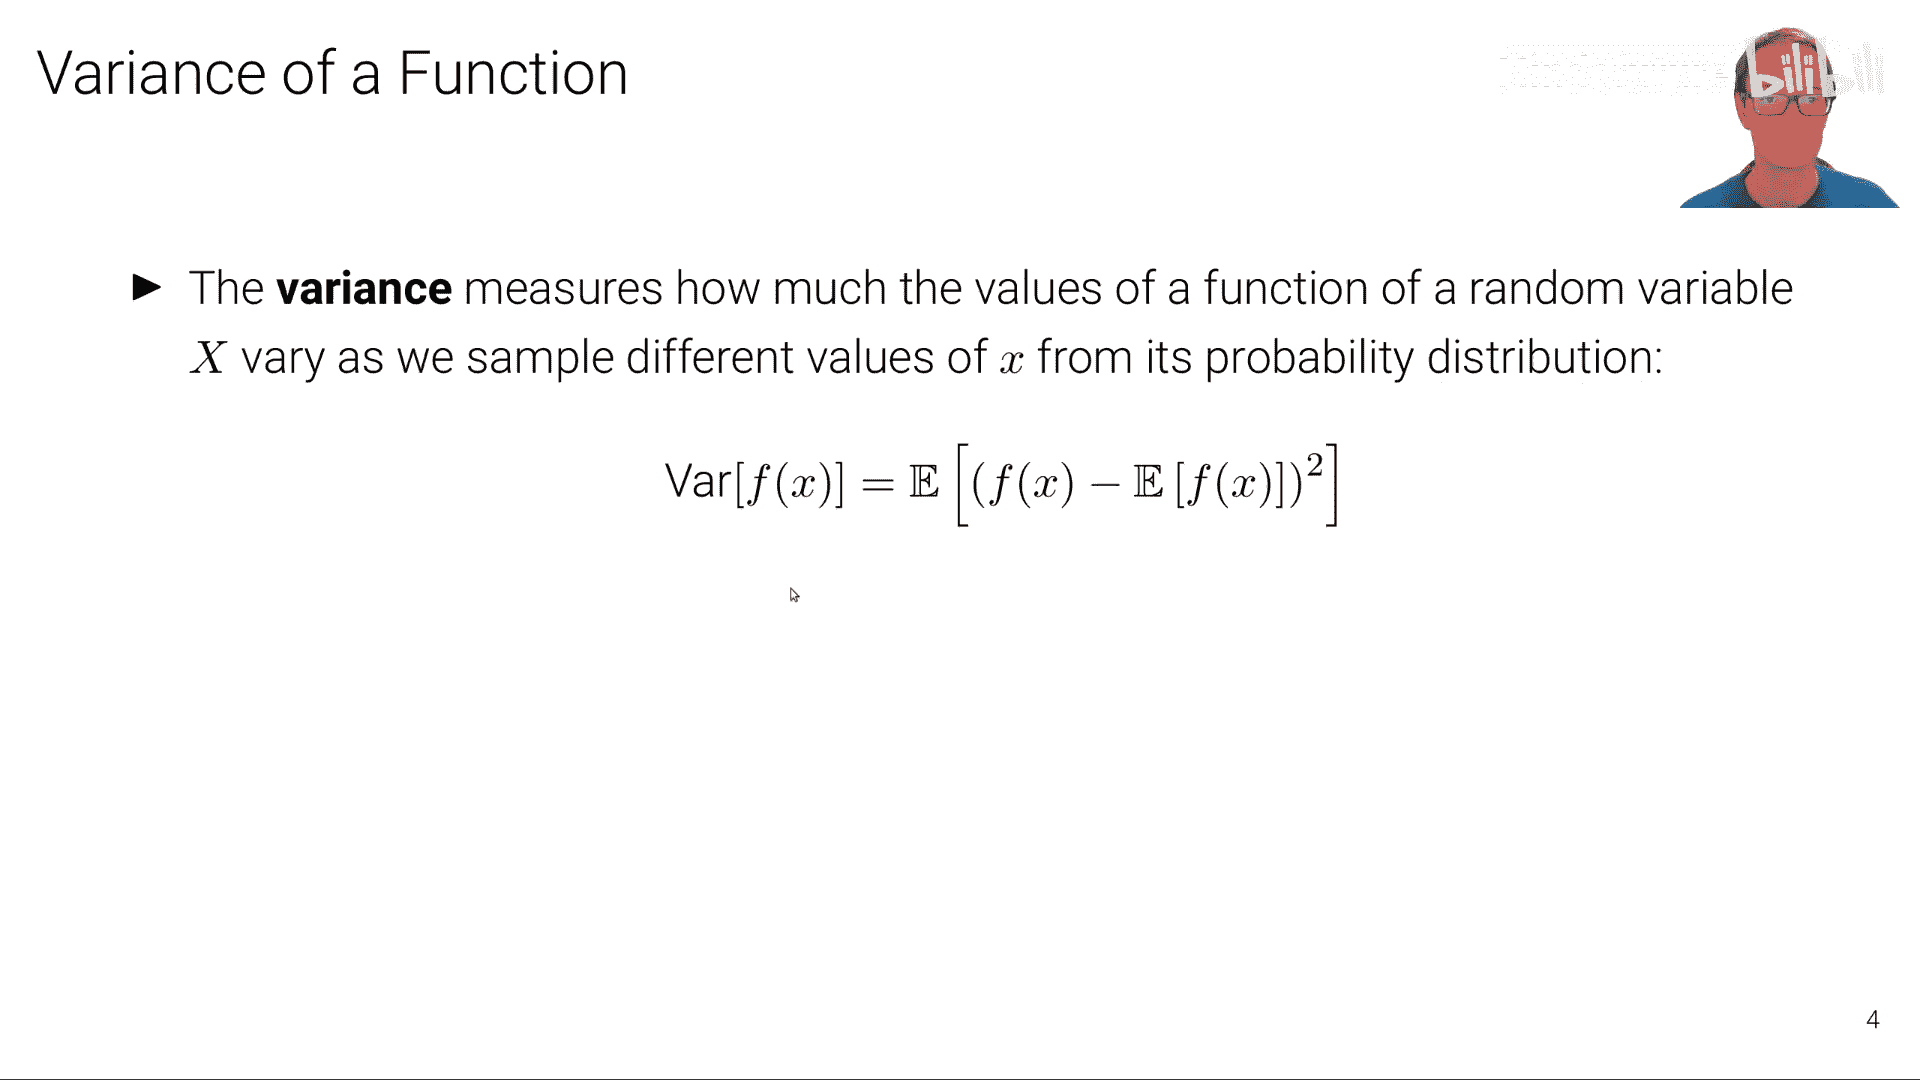 Variance of a Function
bilibili
► The variance measures how much the values of a function of a random variable
X vary as we sample different values of x from its probability distribution:
Var[f(x)] = 𝔼 [(f(x) − 𝔼 [f(x)])²]
4